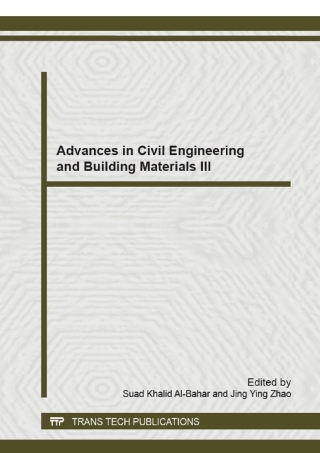 Advances in Civil Engineering
and Building Materials III
Edited by
Suad Khalid Al-Bahar and Jing Ying Zhao
TTP TRANS TECH PUBLICATIONS